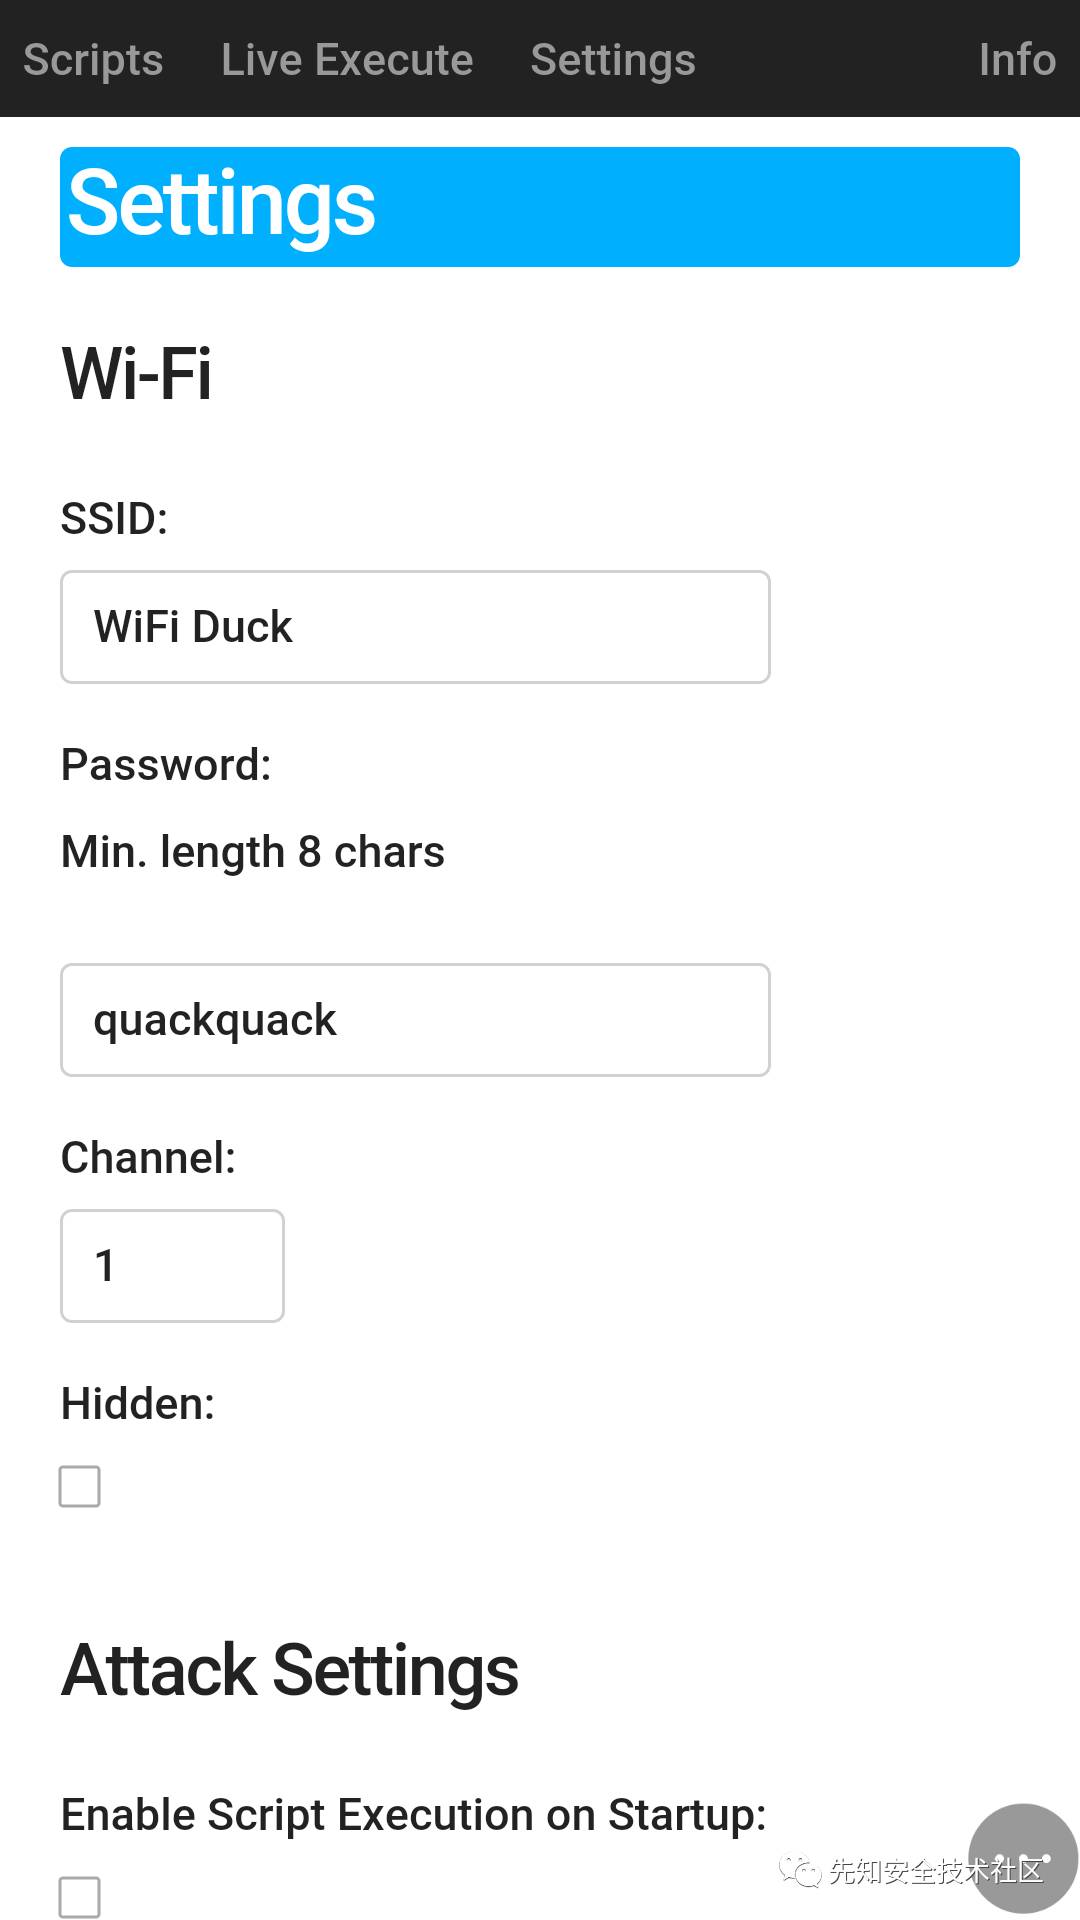 Scripts Live Execute Settings Info
Settings
Wi-Fi
SSID:
WiFi Duck
Password:
Min. length 8 chars
quackquack
Channel:
1
Hidden:
Attack Settings
Enable Script Execution on Startup:
先知安全技术社区